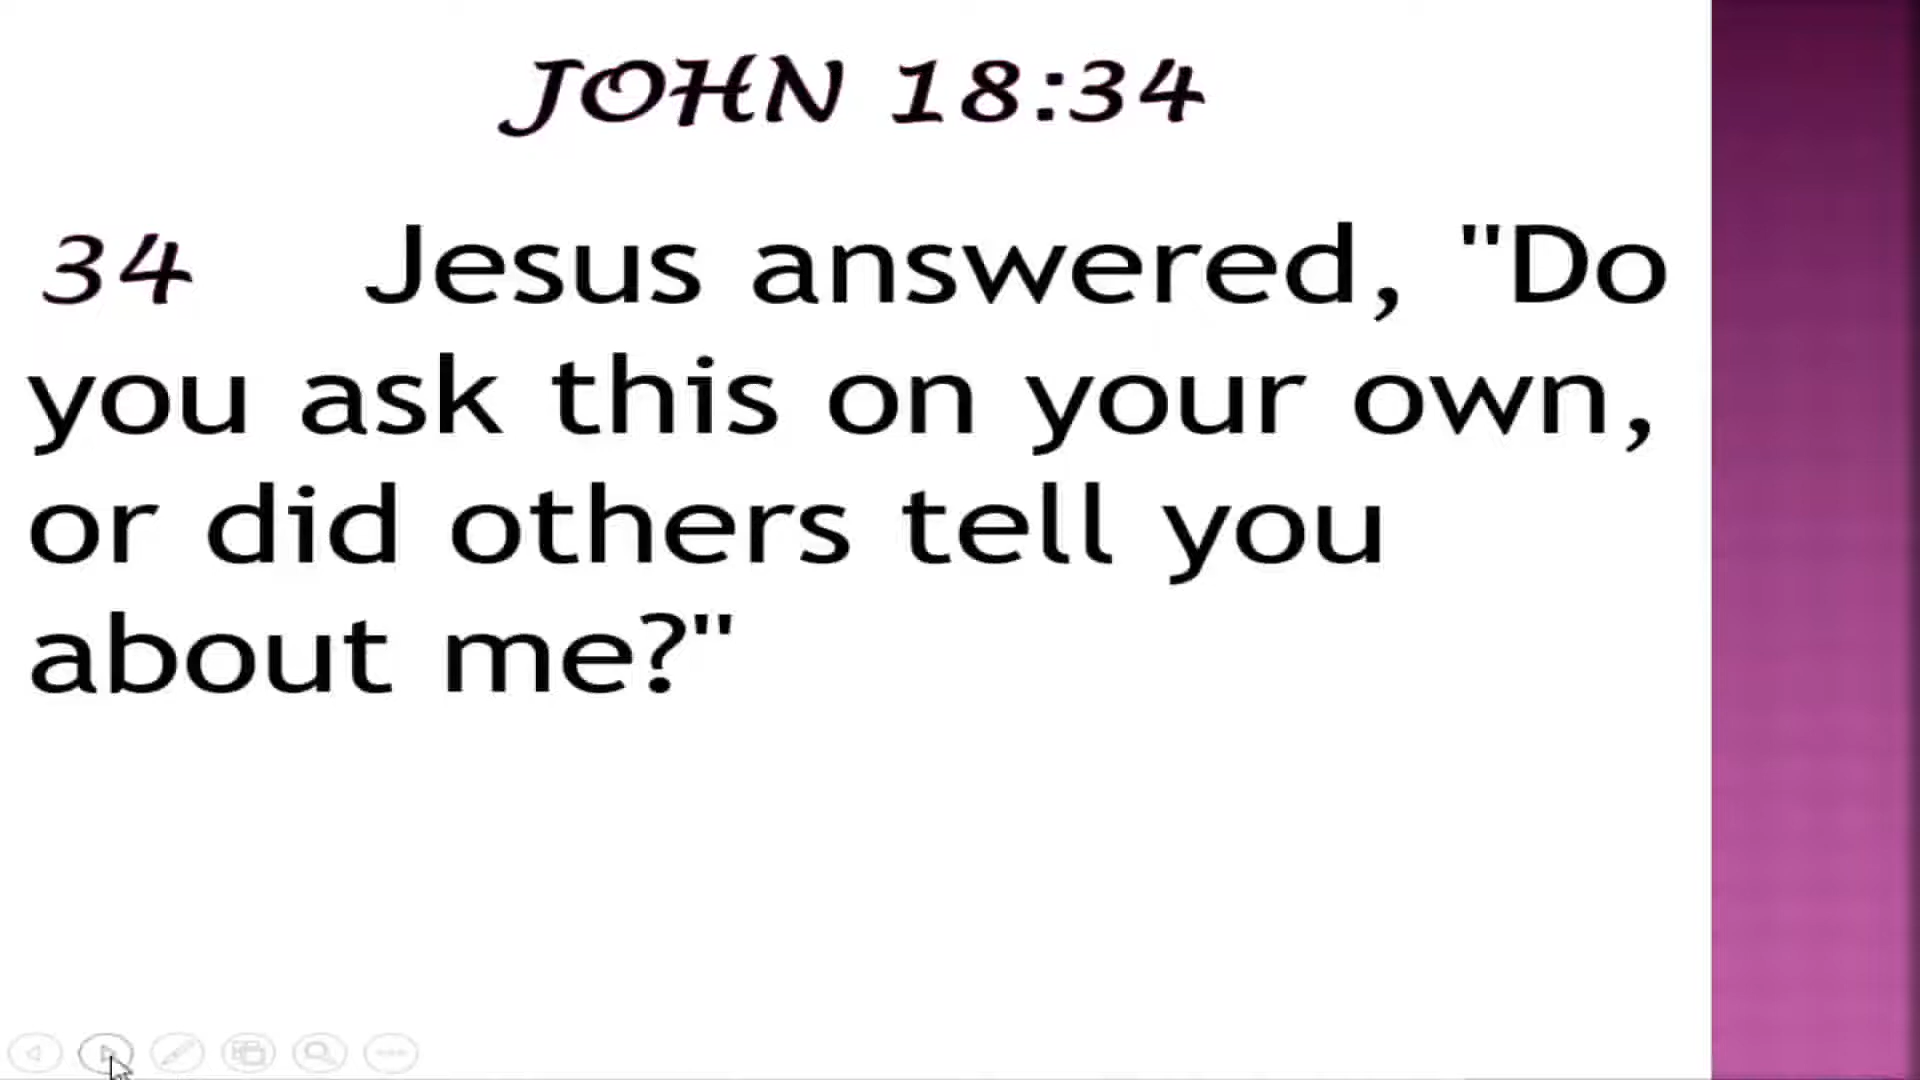 JOHN 18:34
34 Jesus answered, "Do
you ask this on your own,
or did others tell you
about me?"